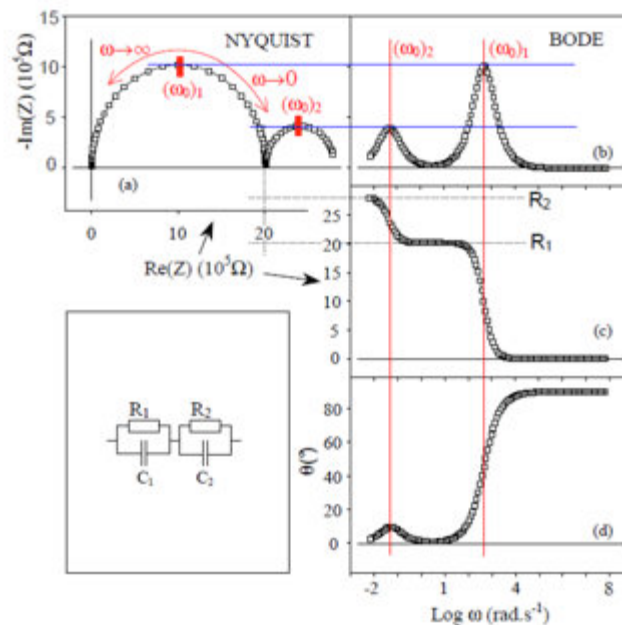 NYQUIST
ω→∞
ω→0
(ω₀)₁
(ω₀)₂
-Im(Z) (10⁵Ω)
15
10
5
0
(a)
0
10
20
Re(Z) (10⁵Ω)
BODE
(ω₀)₂
(ω₀)₁
(b)
R₂
R₁
25
20
15
10
5
0
(c)
θ(°)
80
60
40
20
0
(d)
-2
1
4
8
Log ω (rad.s⁻¹)
R₁
R₂
C₁
C₂